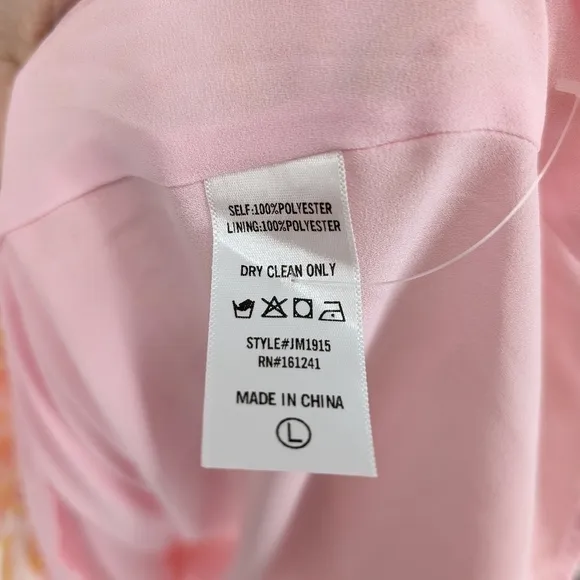 SELF:100%POLYESTER
LINING:100%POLYESTER
DRY CLEAN ONLY
STYLE#JM1915
RN#161241
MADE IN CHINA
L